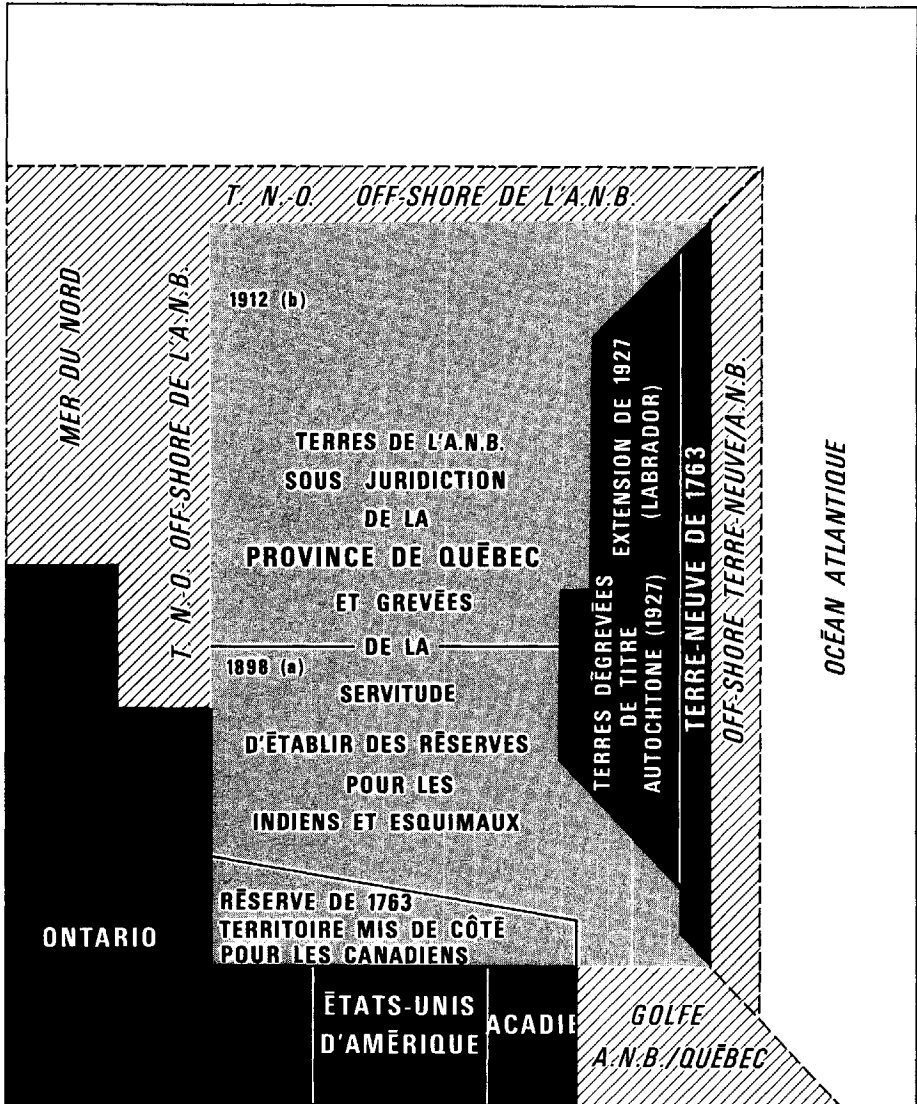 T. N.-O. OFF-SHORE DE L'A.N.B.
MER DU NORD
T. N.-O. OFF-SHORE DE L'A.N.B.
1912 (b)
TERRES DE L'A.N.B.
SOUS JURIDICTION
DE LA
PROVINCE DE QUÉBEC
ET GREVÉES
DE LA
1898 (a)
SERVITUDE
D'ÉTABLIR DES RÉSERVES
POUR LES
INDIENS ET ESQUIMAUX
TERRES DÉGREVÉES
DE TITRE
AUTOCHTONE (1927)
EXTENSION DE 1927
(LABRADOR)
TERRE-NEUVE DE 1763
OFF-SHORE TERRE-NEUVE/A.N.B.
OCÉAN ATLANTIQUE
RÉSERVE DE 1763
TERRITOIRE MIS DE CÔTÉ
POUR LES CANADIENS
ONTARIO
ÉTATS-UNIS
D'AMÉRIQUE
ACADIE
GOLFE
A.N.B./QUÉBEC